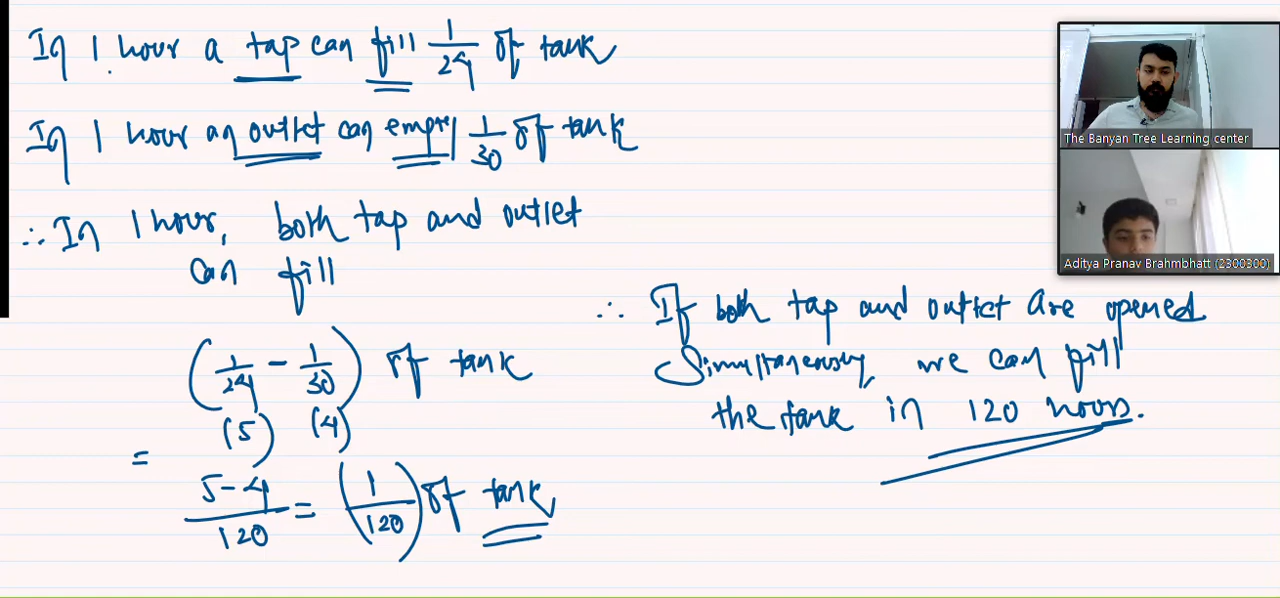 In 1 hour a tap can fill 1/24 of tank
In 1 hour an outlet can empty 1/30 of tank
∴ In 1 hour, both tap and outlet
can fill
(1/24 - 1/30) of tank
(5) (4)
=
5-4/120 = (1/120) of tank
∴ If both tap and outlet are opened
Simultaneously, we can fill
the tank in 120 hours.
The Banyan Tree Learning center
Aditya Pranav Brahmbhatt (2300300)